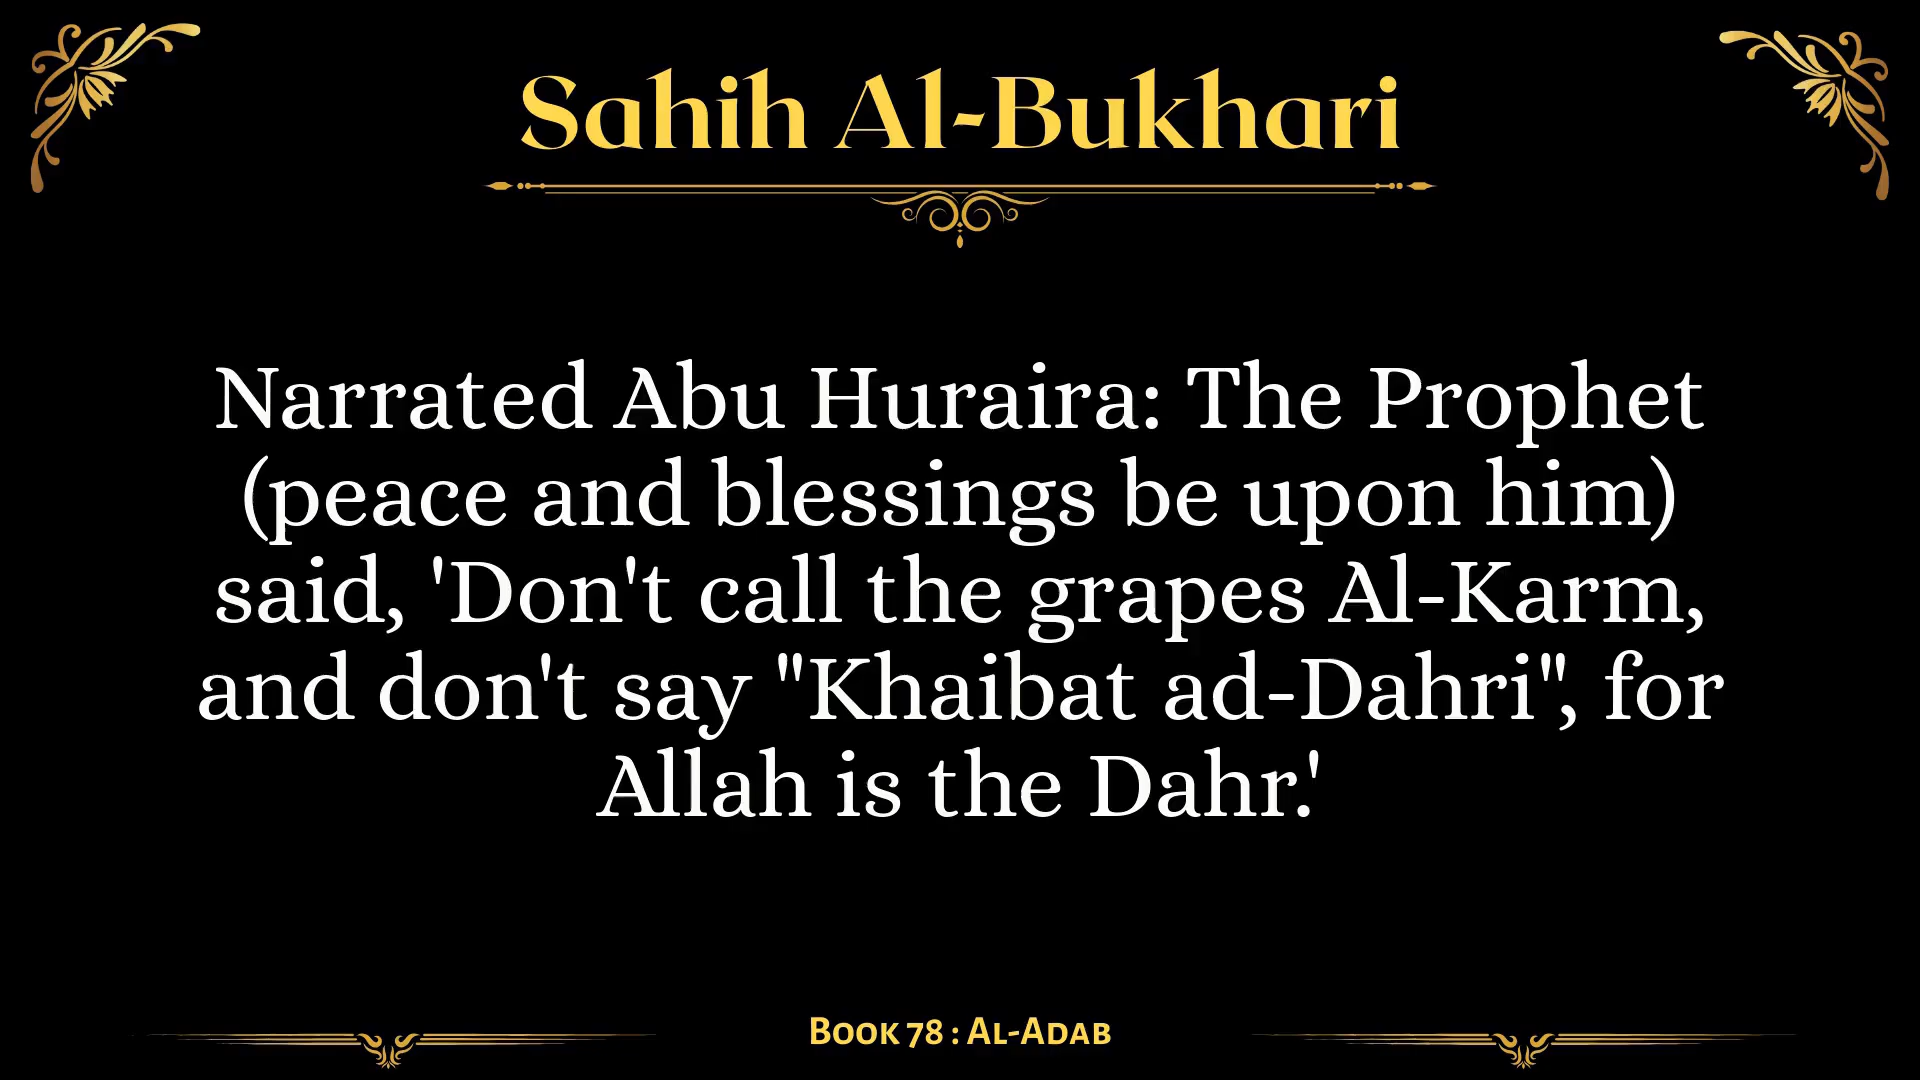 Sahih Al-Bukhari
Narrated Abu Huraira: The Prophet
(peace and blessings be upon him)
said, 'Don't call the grapes Al-Karm,
and don't say "Khaibat ad-Dahri", for
Allah is the Dahr.'
Book 78 : Al-Adab